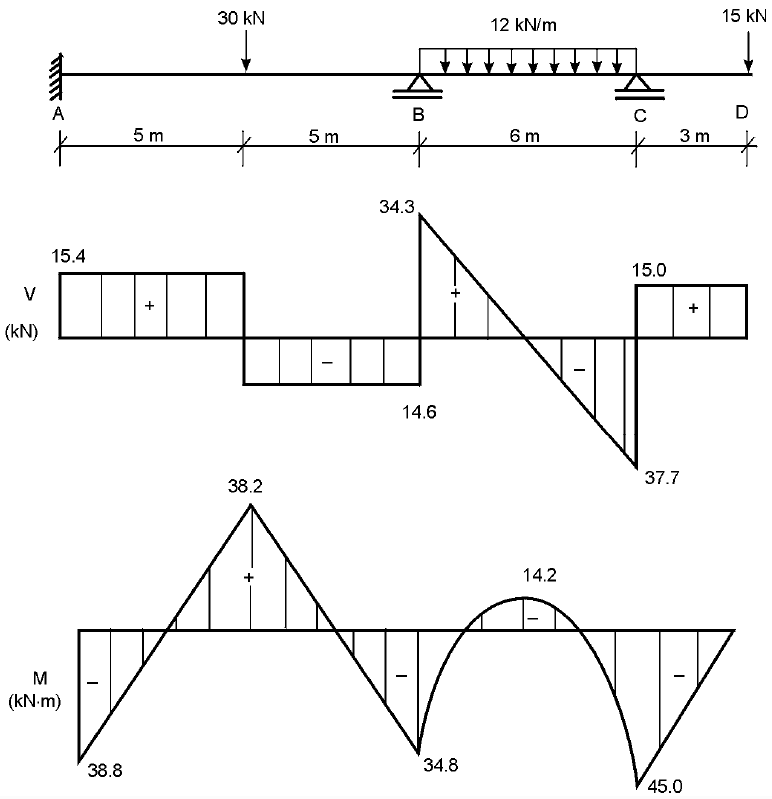 30 kN
12 kN/m
15 kN
A
B
C
D
5 m
5 m
6 m
3 m
34.3
15.4
15.0
V
(kN)
+
+
+
–
–
14.6
37.7
38.2
14.2
+
–
M
(kN·m)
–
–
–
38.8
34.8
45.0